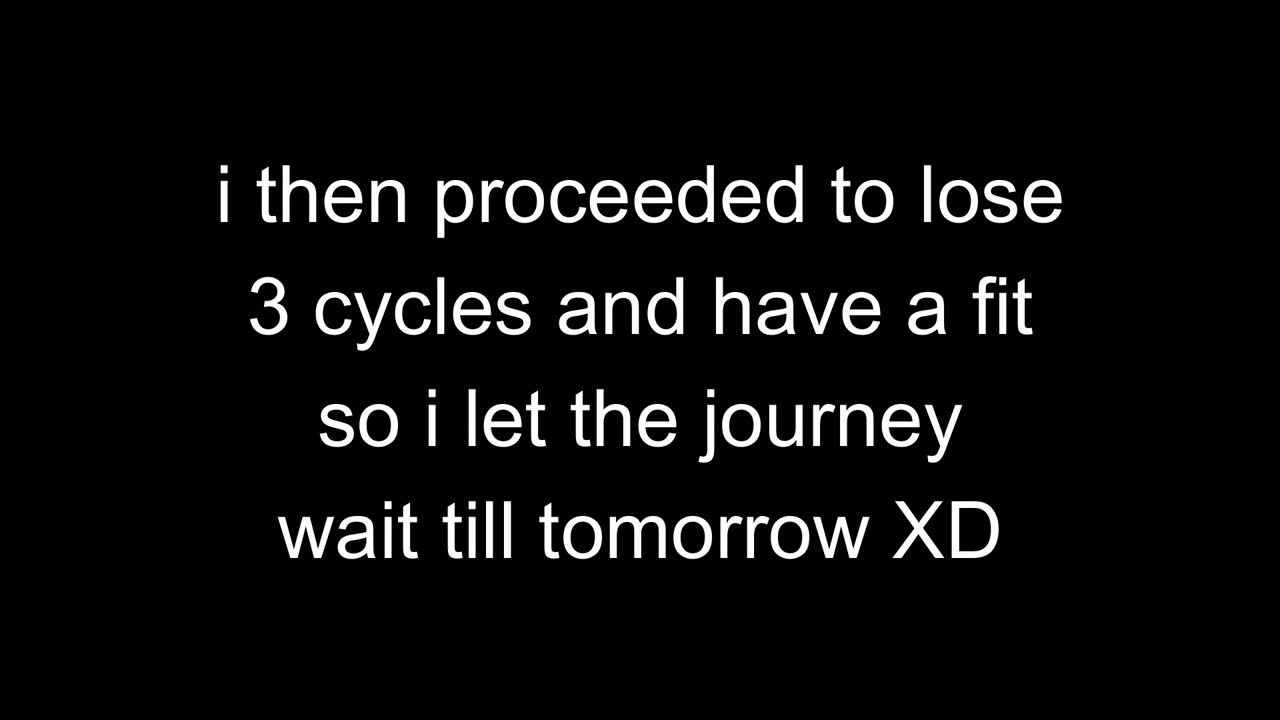 i then proceeded to lose
3 cycles and have a fit
so i let the journey
wait till tomorrow XD